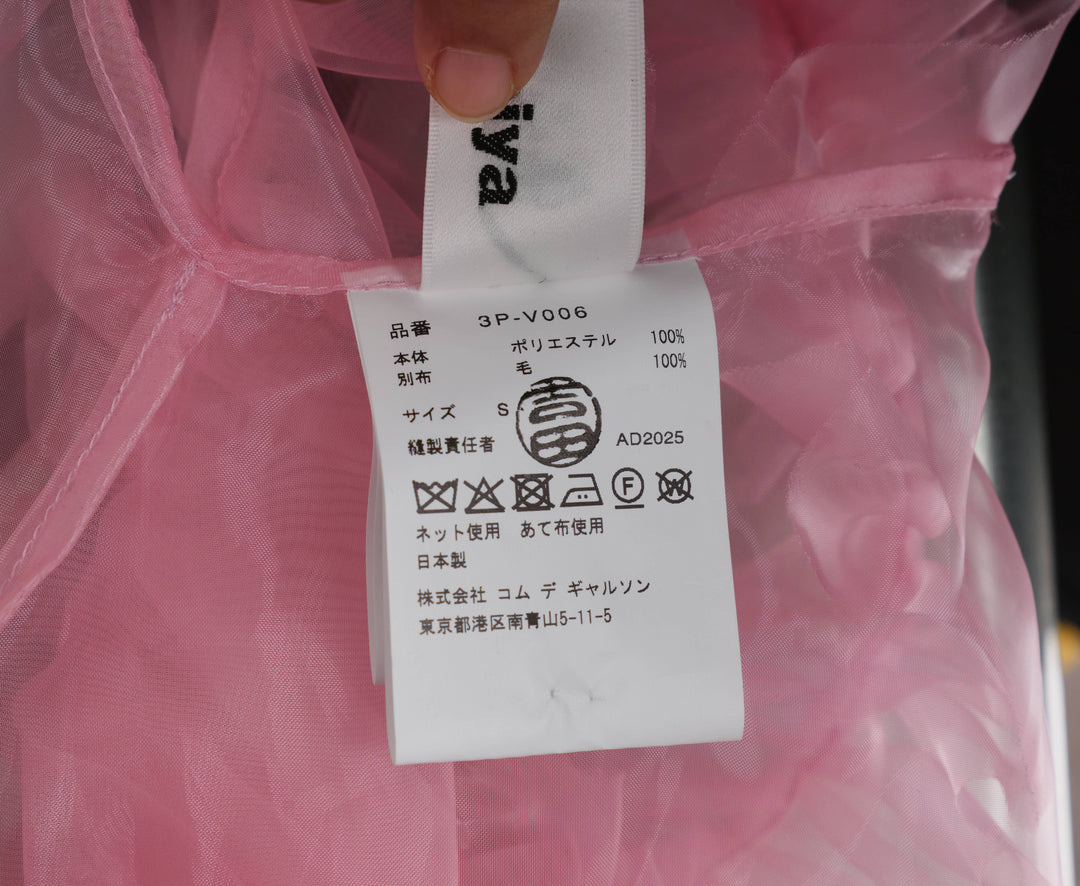 iya
品番 3P-V006
本体 ポリエステル 100%
別布 毛 100%
サイズ S
縫製責任者 吉田 AD2025
F W
ネット使用 あて布使用
日本製
株式会社 コム デ ギャルソン
東京都港区南青山5-11-5